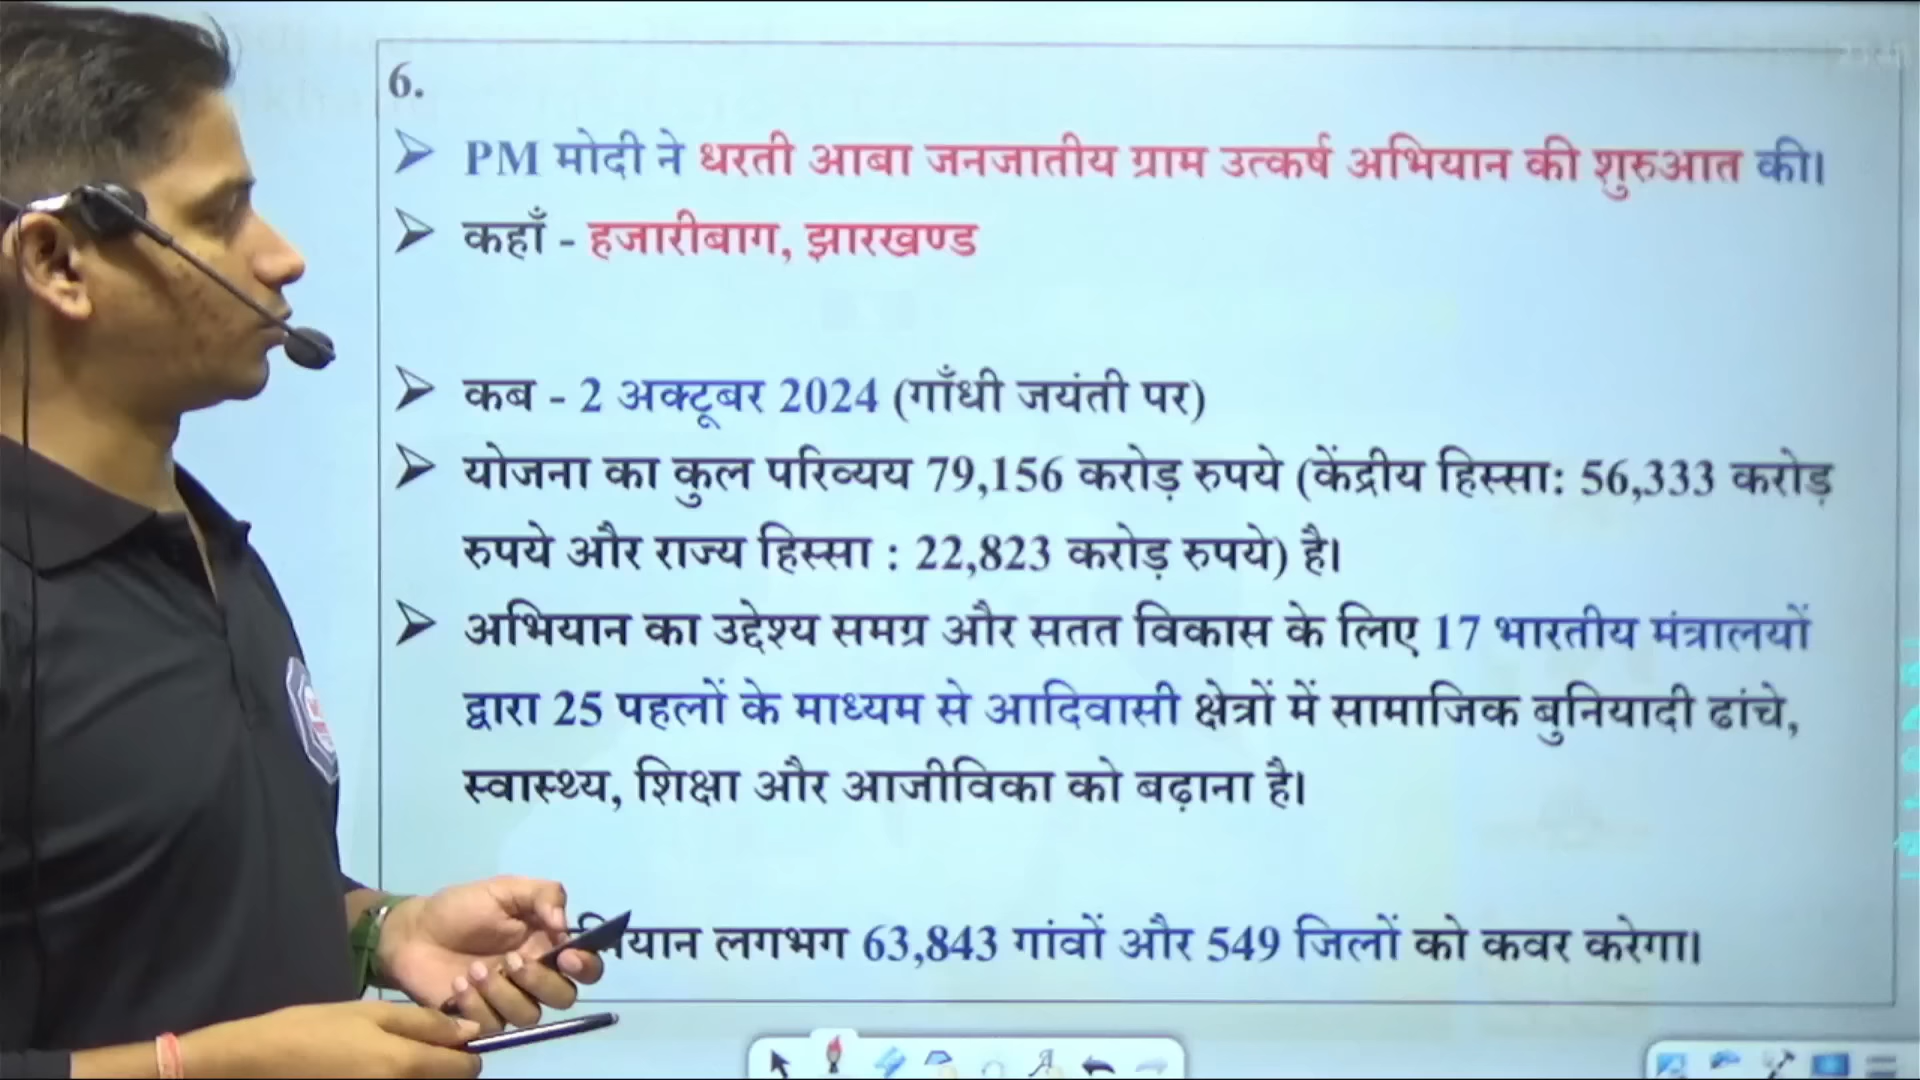 6.
PM मोदी ने धरती आबा जनजातीय ग्राम उत्कर्ष अभियान की शुरुआत की।
कहाँ - हजारीबाग, झारखण्ड
कब - 2 अक्टूबर 2024 (गाँधी जयंती पर)
योजना का कुल परिव्यय 79,156 करोड़ रुपये (केंद्रीय हिस्सा: 56,333 करोड़
रुपये और राज्य हिस्सा : 22,823 करोड़ रुपये) है।
अभियान का उद्देश्य समग्र और सतत विकास के लिए 17 भारतीय मंत्रालयों
द्वारा 25 पहलों के माध्यम से आदिवासी क्षेत्रों में सामाजिक बुनियादी ढांचे,
स्वास्थ्य, शिक्षा और आजीविका को बढ़ाना है।
लगभग 63,843 गांवों और 549 जिलों को कवर करेगा।